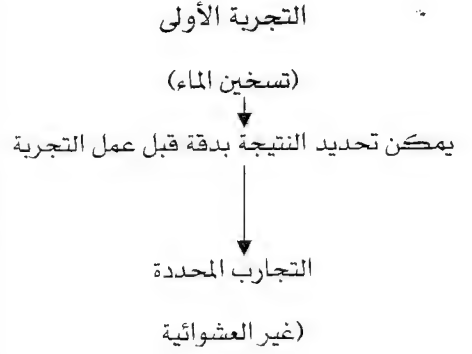 التجربة الأولى
(تسخين الماء)
يمكن تحديد النتيجة بدقة قبل عمل التجربة
التجارب المحددة
(غير العشوائية